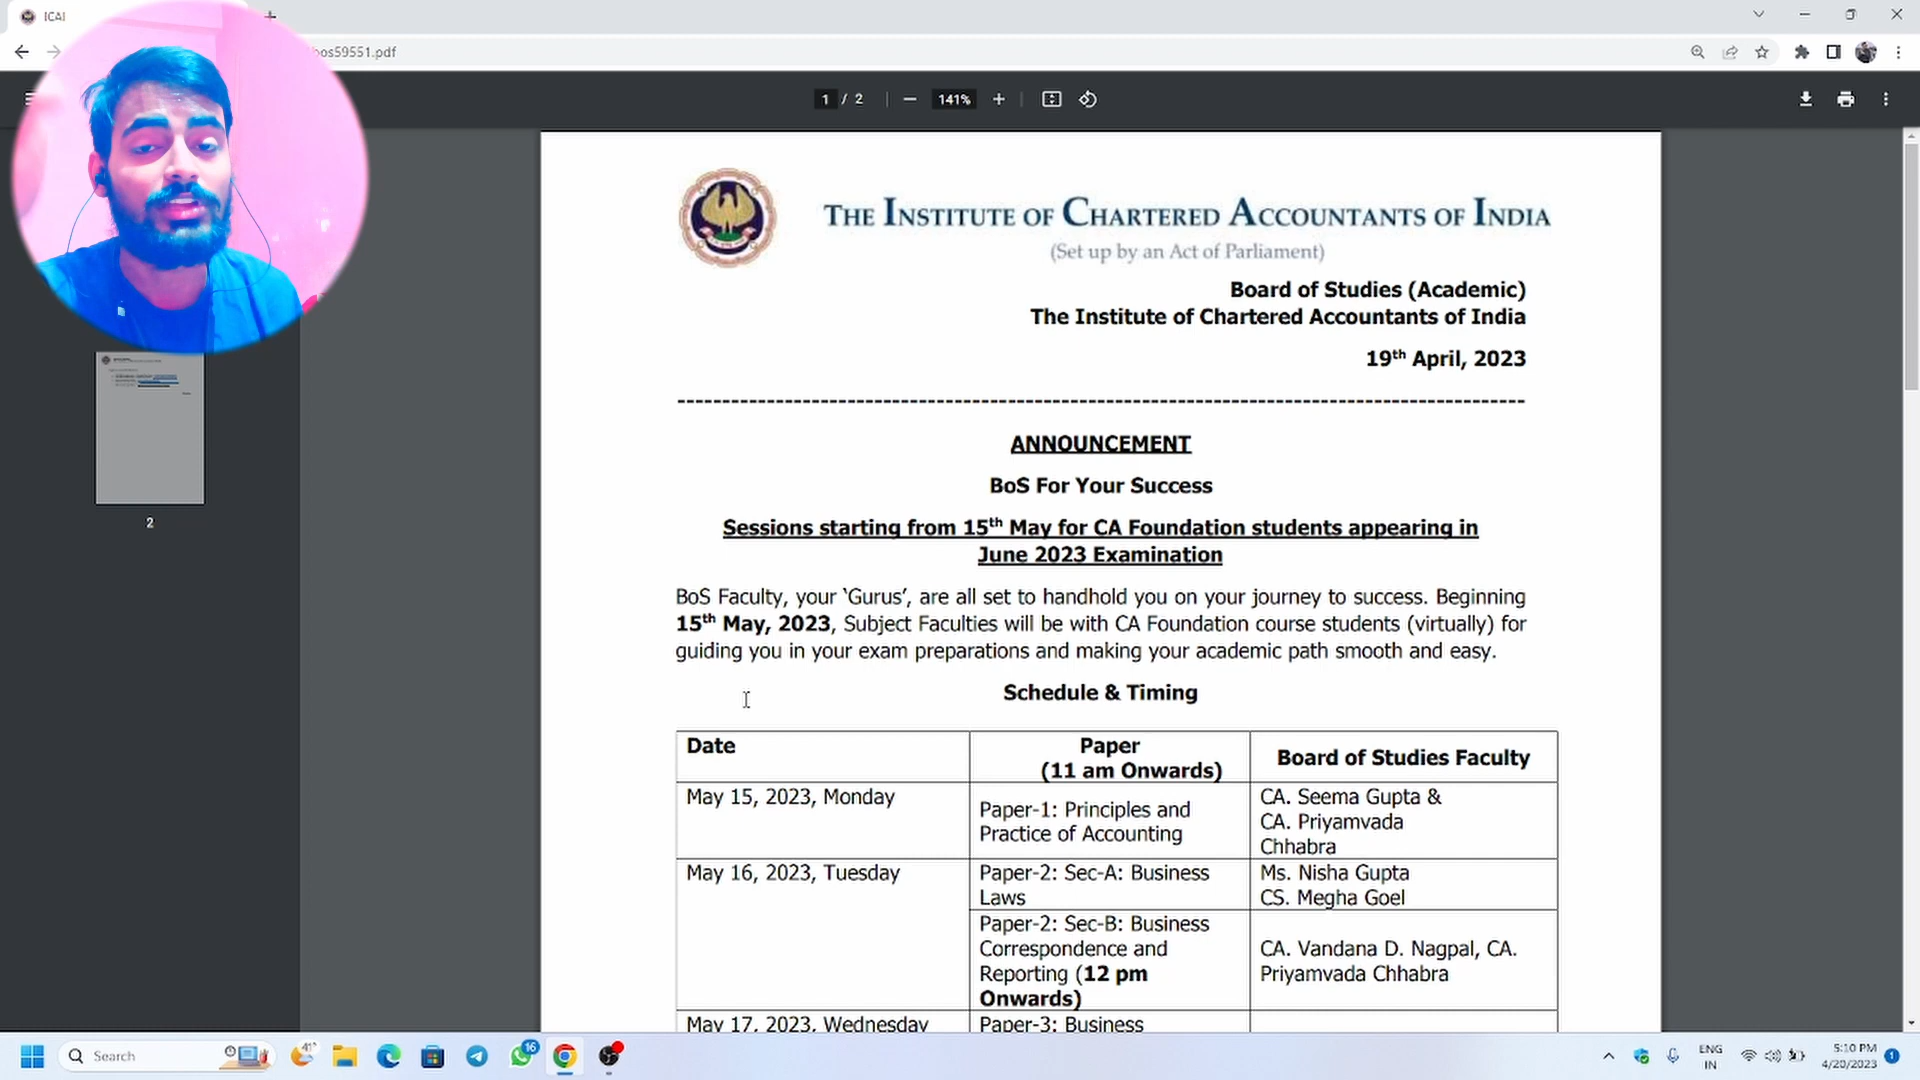 ICAI
bos59551.pdf
1 / 2
141%
THE INSTITUTE OF CHARTERED ACCOUNTANTS OF INDIA
(Set up by an Act of Parliament)
Board of Studies (Academic)
The Institute of Chartered Accountants of India
19th April, 2023
--------------------------------------------------------------------------------------------
ANNOUNCEMENT
BoS For Your Success
Sessions starting from 15th May for CA Foundation students appearing in
June 2023 Examination
BoS Faculty, your ‘Gurus’, are all set to handhold you on your journey to success. Beginning
15th May, 2023, Subject Faculties will be with CA Foundation course students (virtually) for
guiding you in your exam preparations and making your academic path smooth and easy.
Schedule & Timing
Date
Paper
(11 am Onwards)
Board of Studies Faculty
May 15, 2023, Monday
Paper-1: Principles and
Practice of Accounting
CA. Seema Gupta &
CA. Priyamvada
Chhabra
May 16, 2023, Tuesday
Paper-2: Sec-A: Business
Laws
Ms. Nisha Gupta
CS. Megha Goel
Paper-2: Sec-B: Business
Correspondence and
Reporting (12 pm
Onwards)
CA. Vandana D. Nagpal, CA.
Priyamvada Chhabra
May 17, 2023, Wednesday
Paper-3: Business
2
Search
41°
16
ENG
IN
5:10 PM
4/20/2023
1